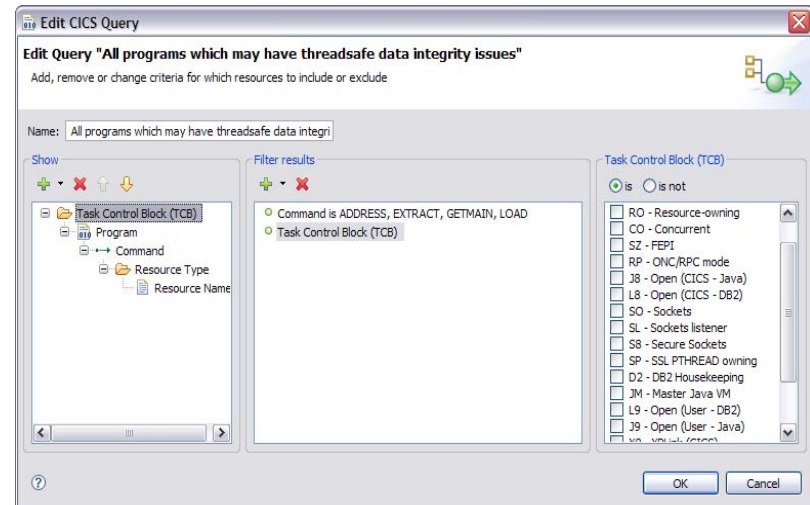 Edit CICS Query
Edit Query "All programs which may have threadsafe data integrity issues"
Add, remove or change criteria for which resources to include or exclude
Name: All programs which may have threadsafe data integri
Show
Task Control Block (TCB)
Program
Command
Resource Type
Resource Name
Filter results
Command is ADDRESS, EXTRACT, GETMAIN, LOAD
Task Control Block (TCB)
Task Control Block (TCB)
is is not
RO - Resource-owning
CO - Concurrent
SZ - FEPI
RP - ONC/RPC mode
J8 - Open (CICS - Java)
L8 - Open (CICS - DB2)
SO - Sockets
SL - Sockets listener
S8 - Secure Sockets
SP - SSL PTHREAD owning
D2 - DB2 Housekeeping
JM - Master Java VM
L9 - Open (User - DB2)
J9 - Open (User - Java)
OK Cancel